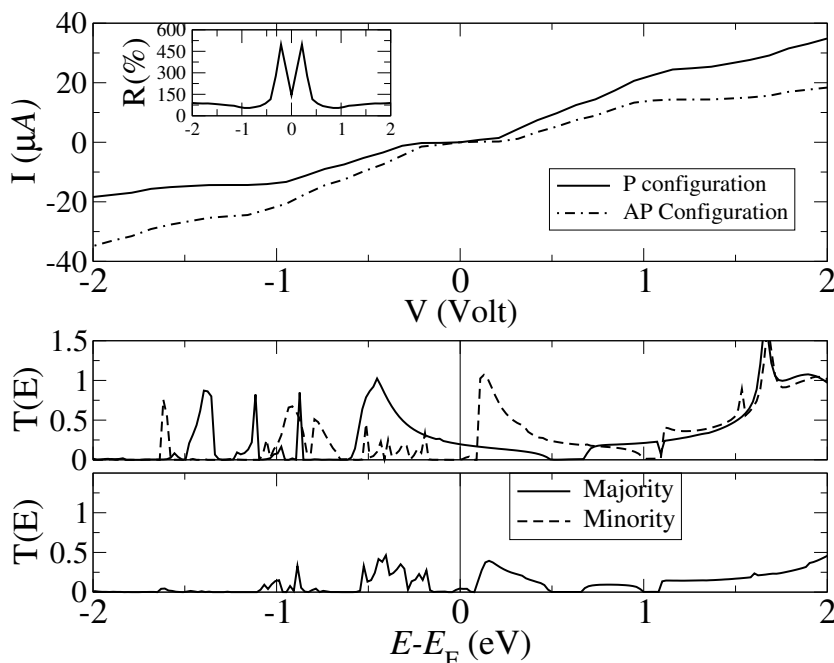 40
20
0
-20
-40
I (μA)
600
450
300
150
0
R(%)
-2 -1 0 1 2
P configuration
AP Configuration
-2 -1 0 1 2
V (Volt)
1.5
1
0.5
0
T(E)
1
0.5
0
T(E)
Majority
Minority
-2 -1 0 1 2
E-E_F (eV)